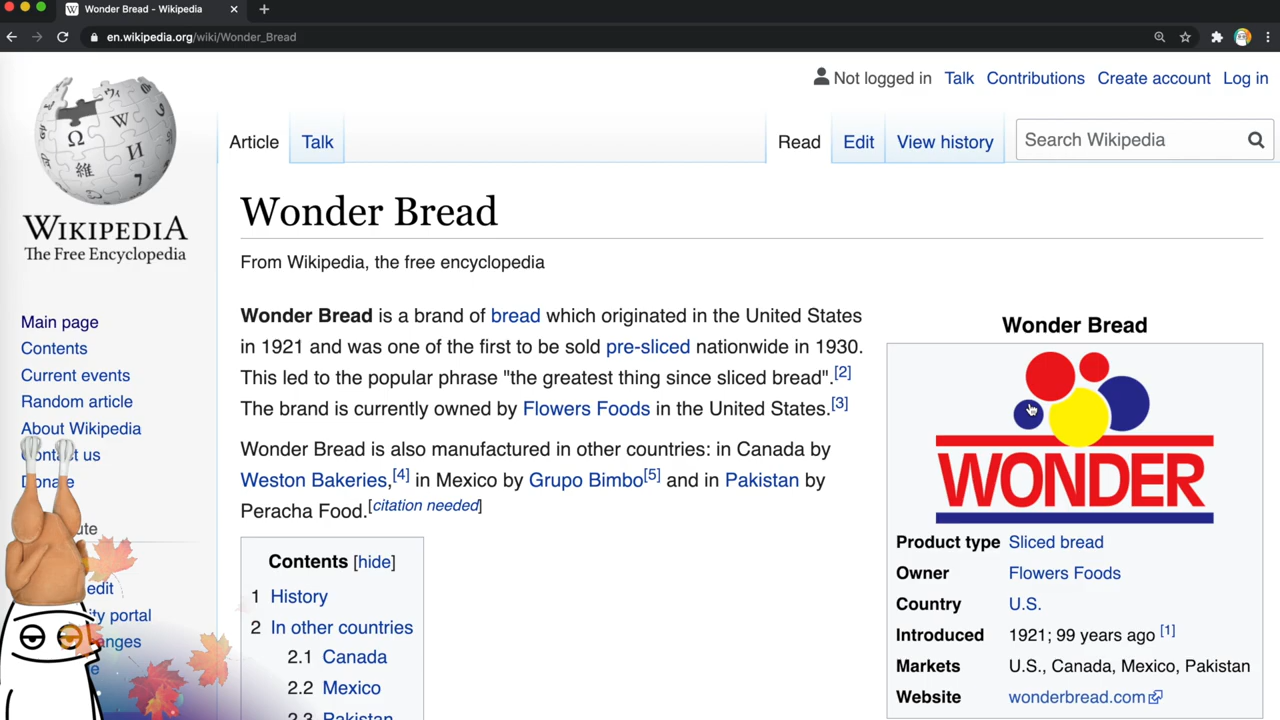 Wonder Bread - Wikipedia
en.wikipedia.org/wiki/Wonder_Bread
Not logged in Talk Contributions Create account Log in
Article Talk Read Edit View history Search Wikipedia
WIKIPEDIA
The Free Encyclopedia
Main page
Contents
Current events
Random article
About Wikipedia
Contact us
Donate
Wonder Bread
From Wikipedia, the free encyclopedia
Wonder Bread is a brand of bread which originated in the United States
in 1921 and was one of the first to be sold pre-sliced nationwide in 1930.
This led to the popular phrase "the greatest thing since sliced bread".[2]
The brand is currently owned by Flowers Foods in the United States.[3]
Wonder Bread is also manufactured in other countries: in Canada by
Weston Bakeries,[4] in Mexico by Grupo Bimbo[5] and in Pakistan by
Peracha Food.[citation needed]
Contents [hide]
1 History
2 In other countries
2.1 Canada
2.2 Mexico
2.3 Pakistan
Wonder Bread
WONDER
Product type Sliced bread
Owner Flowers Foods
Country U.S.
Introduced 1921; 99 years ago [1]
Markets U.S., Canada, Mexico, Pakistan
Website wonderbread.com
edit
portal